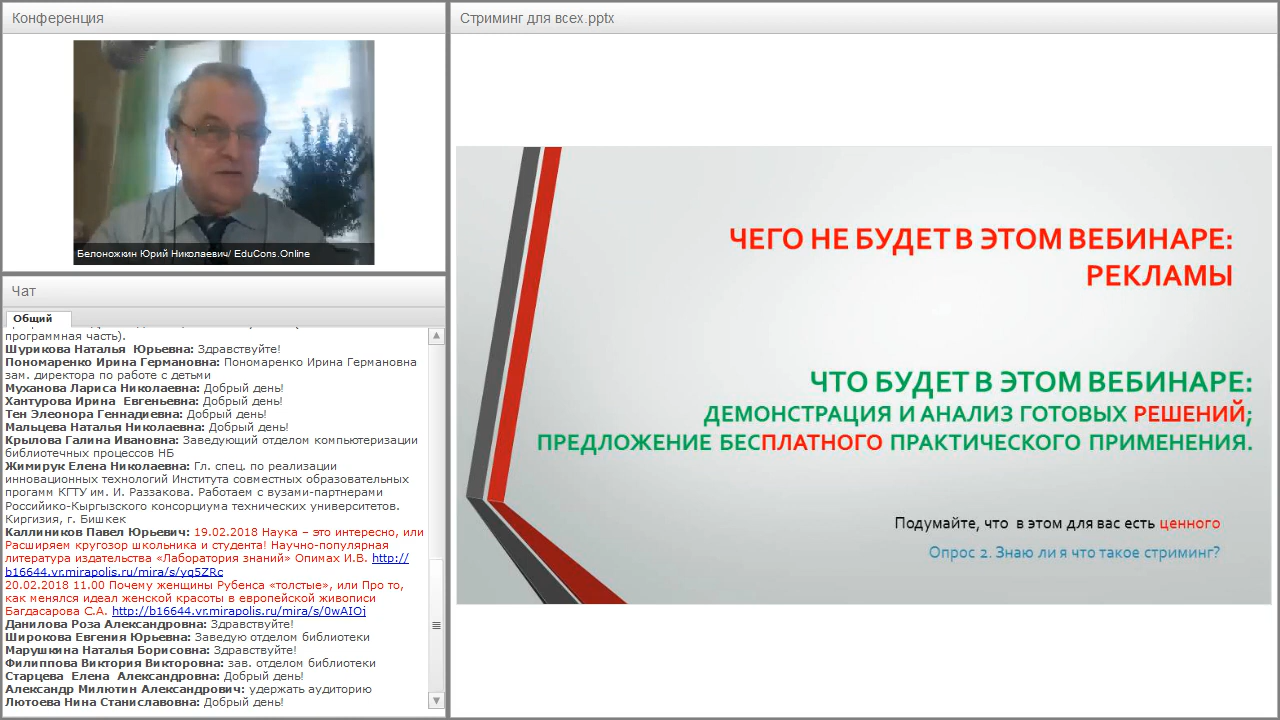 Конференция
Белоножкин Юрий Николаевич/ EduCons.Online
Чат
Общий
программная часть).
Шурикова Наталья  Юрьевна: Здравствуйте!
Пономаренко Ирина Германовна: Пономаренко Ирина Германовна
зам. директора по работе с детьми
Муханова Лариса Николаевна: Добрый день!
Хантурова Ирина  Евгеньевна: Добрый день!
Тен Элеонора Геннадиевна: Добрый день!
Мальцева Наталья Николаевна: Добрый день!
Крылова Галина Ивановна: Заведующий отделом компьютеризации
библиотечных процессов НБ
Жимирук Елена Николаевна: Гл. спец. по реализации
инновационных технологий Института совместных образовательных
прогамм КГТУ им. И. Раззакова. Работаем с вузами-партнерами
Российико-Кыргызского консорциума технических университетов.
Киргизия, г. Бишкек
Каллиников Павел Юрьевич: 19.02.2018 Наука – это интересно, или
Расширяем кругозор школьника и студента! Научно-популярная
литература издательства «Лаборатория знаний» Опимах И.В. http://
b16644.vr.mirapolis.ru/mira/s/yq5ZRc
20.02.2018 11.00 Почему женщины Рубенса «толстые», или Про то,
как менялся идеал женской красоты в европейской живописи
Багдасарова С.А. http://b16644.vr.mirapolis.ru/mira/s/0wAIOj
Данилова Роза Александровна: Здравствуйте!
Широкова Евгения Юрьевна: Заведую отделом библиотеки
Марушкина Наталья Борисовна: Здравствуйте!
Филиппова Виктория Викторовна: зав. отделом библиотеки
Старцева  Елена  Александровна: Добрый день!
Александр Милютин Александрович: удержать аудиторию
Лютоева Нина Станиславовна: Добрый день!
Стриминг для всех.pptx
ЧЕГО НЕ БУДЕТ В ЭТОМ ВЕБИНАРЕ:
РЕКЛАМЫ
ЧТО БУДЕТ В ЭТОМ ВЕБИНАРЕ:
ДЕМОНСТРАЦИЯ И АНАЛИЗ ГОТОВЫХ РЕШЕНИЙ;
ПРЕДЛОЖЕНИЕ БЕСПЛАТНОГО ПРАКТИЧЕСКОГО ПРИМЕНЕНИЯ.
Подумайте, что  в этом для вас есть ценного
Опрос 2. Знаю ли я что такое стриминг?